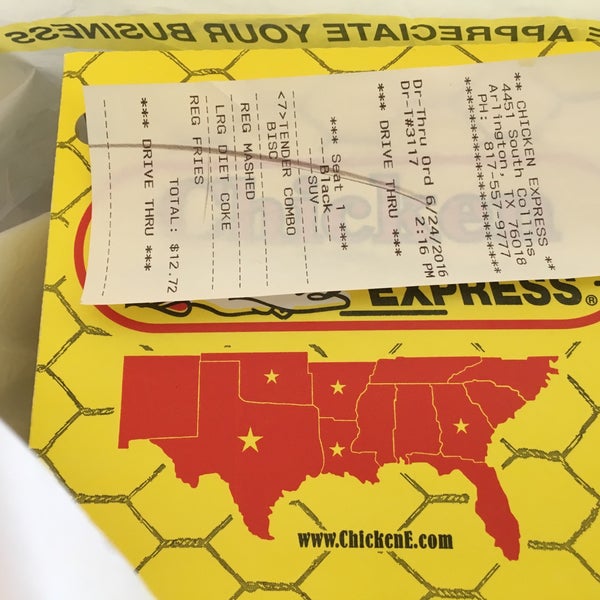 E APPRECIATE YOUR BUSINESS
** CHICKEN EXPRESS **
4451 South Collins
Arlington, TX 76018
PH: 817-557-9777
************************
Dr-Thru Ord 6/24/2016
Dr-T#3117 2:16 PM
*** DRIVE THRU ***
*** Seat 1 ***
Black
SUV
<7>TENDER COMBO
BISC
REG MASHED
LRG DIET COKE
REG FRIES
TOTAL: $12.72
*** DRIVE THRU ***
Chicken
EXPRESS®
www.ChickenE.com